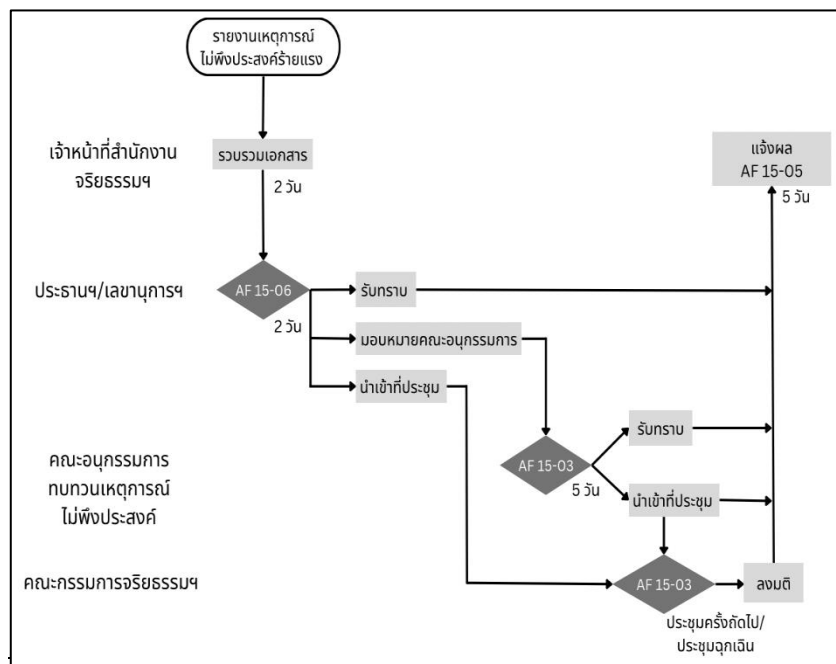 รายงานเหตุการณ์
ไม่พึงประสงค์ร้ายแรง
เจ้าหน้าที่สำนักงาน
จริยธรรมฯ
รวบรวมเอกสาร
2 วัน
แจ้งผล
AF 15-05
5 วัน
ประธานฯ/เลขานุการฯ
AF 15-06
2 วัน
รับทราบ
มอบหมายคณะอนุกรรมการ
นำเข้าที่ประชุม
คณะอนุกรรมการ
ทบทวนเหตุการณ์
ไม่พึงประสงค์
AF 15-03
5 วัน
รับทราบ
นำเข้าที่ประชุม
คณะกรรมการจริยธรรมฯ
AF 15-03
ลงมติ
ประชุมครั้งถัดไป/
ประชุมฉุกเฉิน